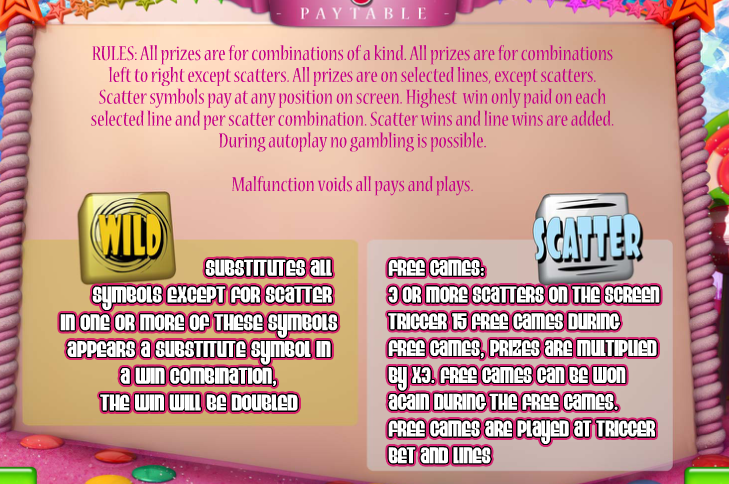 - PAYTABLE -
RULES: All prizes are for combinations of a kind. All prizes are for combinations
left to right except scatters. All prizes are on selected lines, except scatters.
Scatter symbols pay at any position on screen. Highest win only paid on each
selected line and per scatter combination. Scatter wins and line wins are added.
During autoplay no gambling is possible.
Malfunction voids all pays and plays.
WILD
SUBSTITUTES ALL
SYMBOLS EXCEPT FOR SCATTER
IN ONE OR MORE OF THESE SYMBOLS
APPEARS A SUBSTITUTE SYMBOL IN
A WIN COMBINATION,
THE WIN WILL BE DOUBLED
SCATTER
FREE GAMES:
3 OR MORE SCATTERS ON THE SCREEN
TRIGGER 15 FREE GAMES DURING
FREE GAMES, PRIZES ARE MULTIPLIED
BY X3. FREE GAMES CAN BE WON
AGAIN DURING THE FREE GAMES.
FREE GAMES ARE PLAYED AT TRIGGER
BET AND LINES